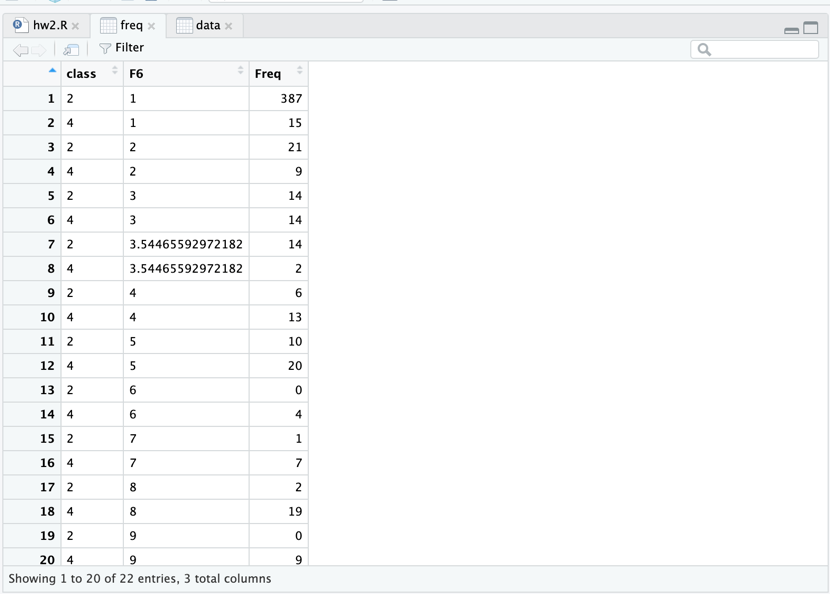 hw2.R freq data
Filter
class F6 Freq
1 2 1 387
2 4 1 15
3 2 2 21
4 4 2 9
5 2 3 14
6 4 3 14
7 2 3.54465592972182 14
8 4 3.54465592972182 2
9 2 4 6
10 4 4 13
11 2 5 10
12 4 5 20
13 2 6 0
14 4 6 4
15 2 7 1
16 4 7 7
17 2 8 2
18 4 8 19
19 2 9 0
20 4 9 9
Showing 1 to 20 of 22 entries, 3 total columns